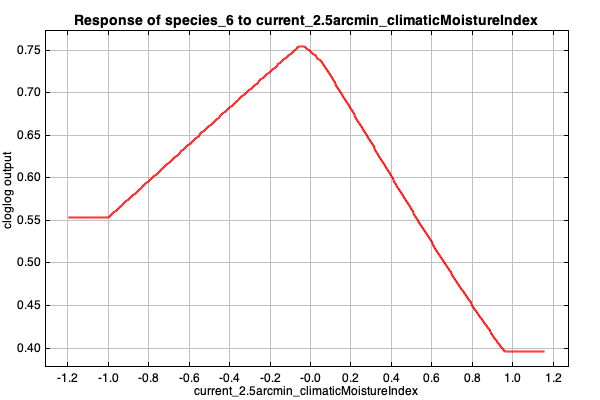 Response of species_6 to current_2.5arcmin_climaticMoistureIndex
cloglog output
0.75
0.70
0.65
0.60
0.55
0.50
0.45
0.40
-1.2 -1.0 -0.8 -0.6 -0.4 -0.2 -0.0 0.2 0.4 0.6 0.8 1.0 1.2
current_2.5arcmin_climaticMoistureIndex